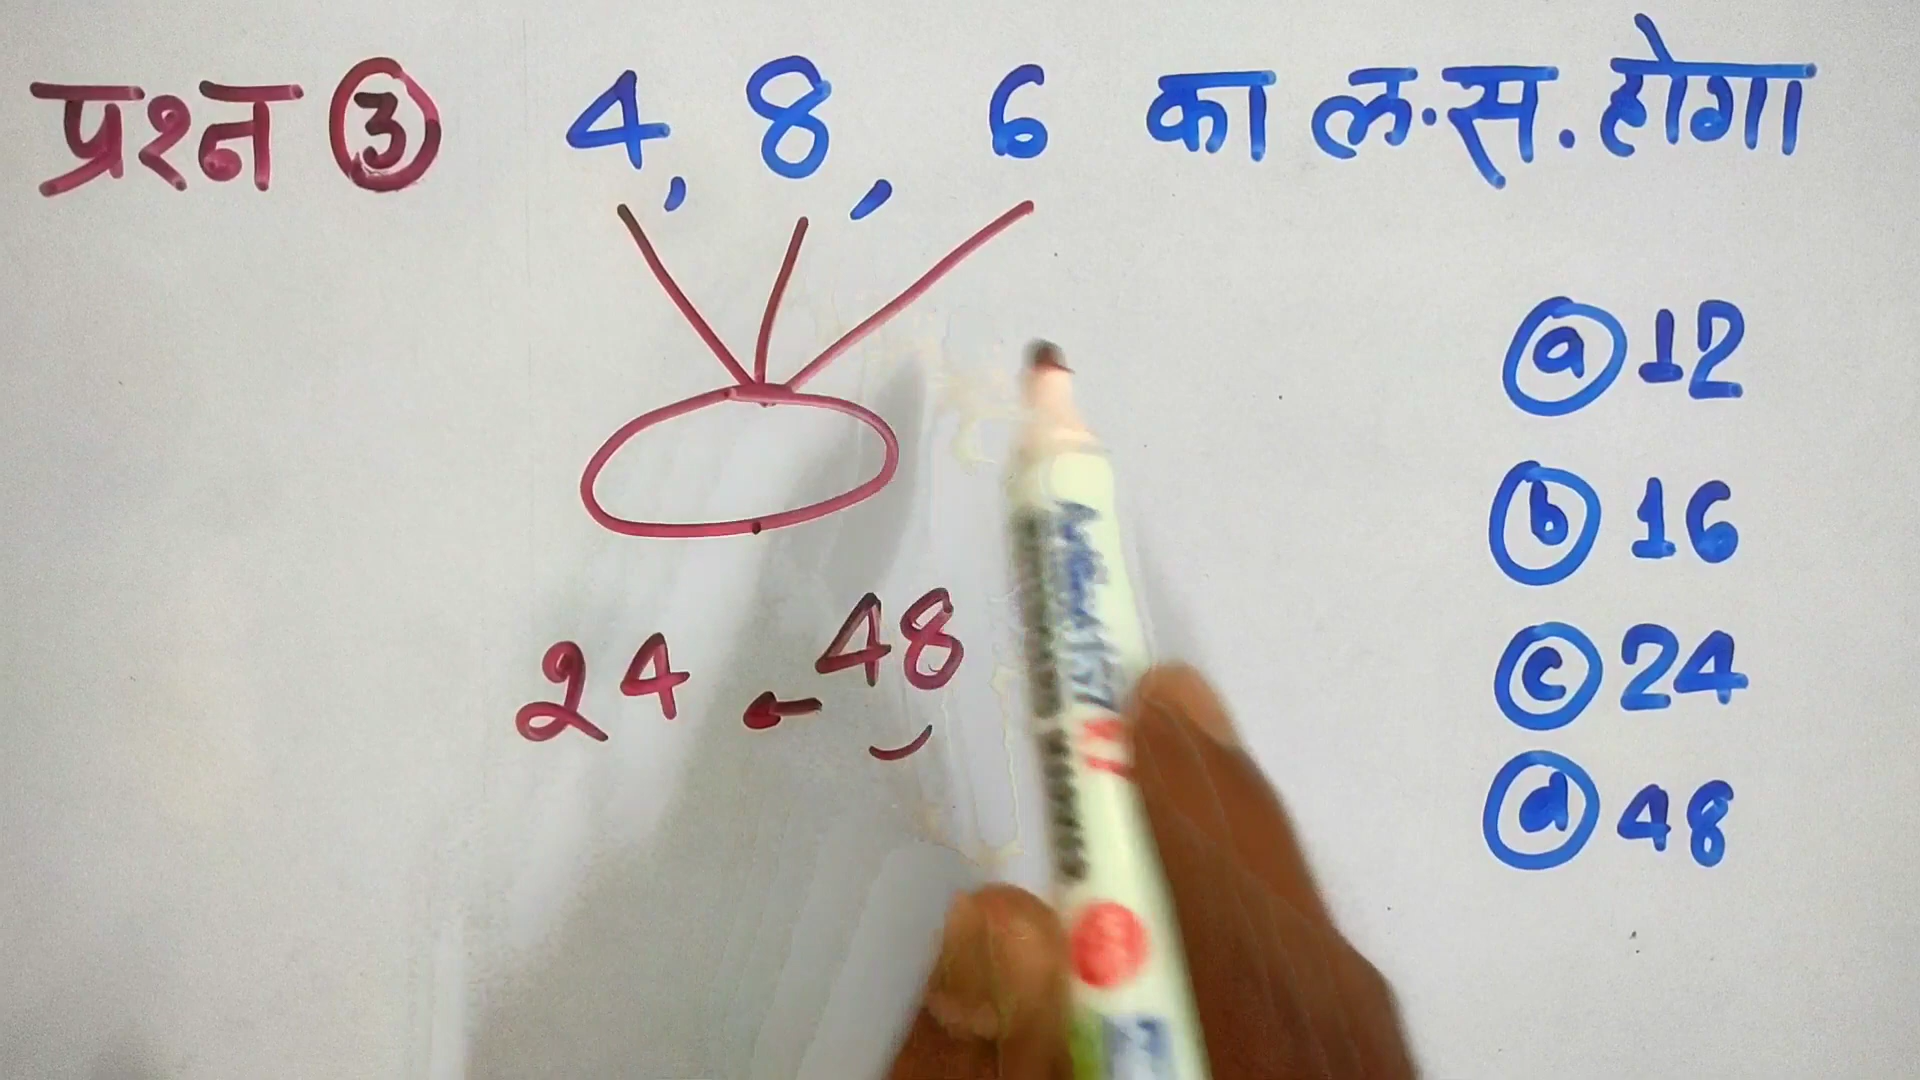 प्रश्न ③ 4, 8, 6 का ल.स. होगा
ⓐ 12
ⓑ 16
ⓒ 24
ⓓ 48
24 ← 48